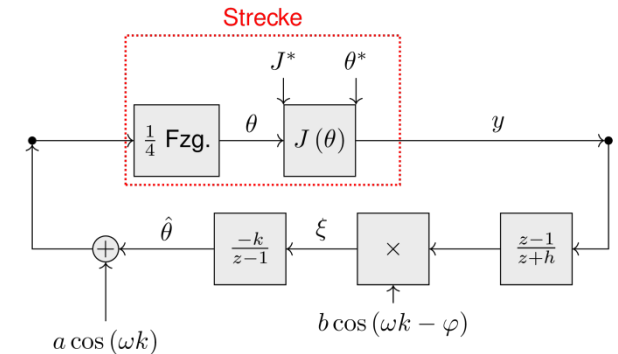 Strecke
J* θ*
1/4 Fzg. θ J(θ) y
θ̂ -k/z-1 ξ × z-1/z+h
+
b cos(ωk − φ)
a cos(ωk)